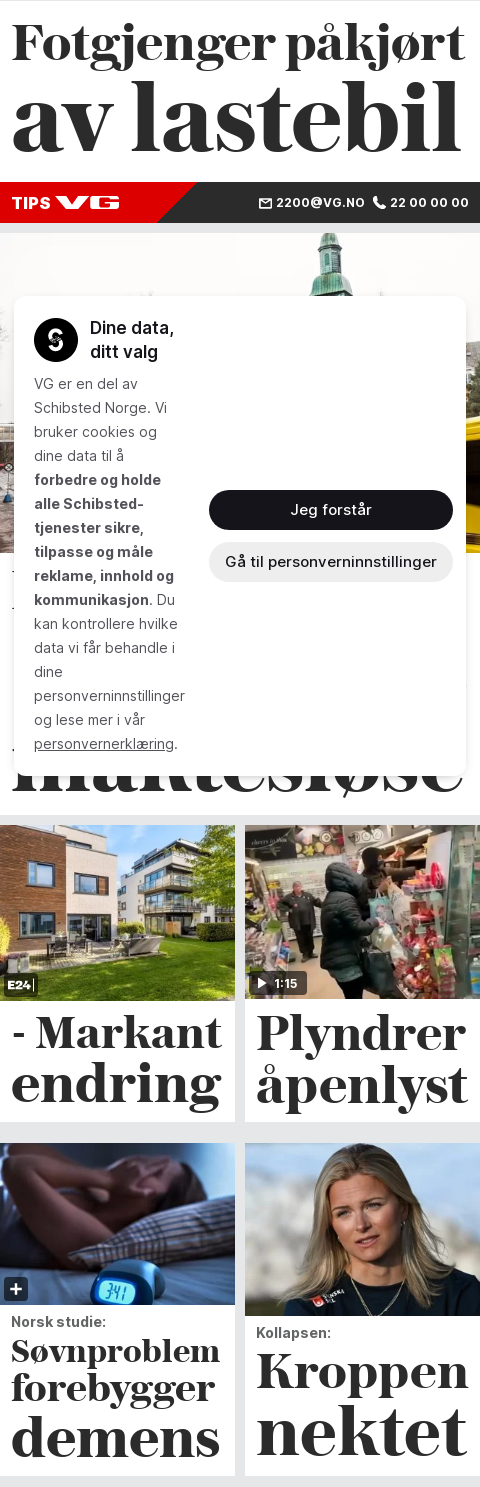 Fotgjenger påkjørt
av lastebil
TIPS VG
2200@VG.NO 22 00 00 00
Dine data,
ditt valg
VG er en del av
Schibsted Norge. Vi
bruker cookies og
dine data til å
forbedre og holde
alle Schibsted-
tjenester sikre,
tilpasse og måle
reklame, innhold og
kommunikasjon. Du
kan kontrollere hvilke
data vi får behandle i
dine
personverninnstillinger
og lese mer i vår
personvernerklæring.
Jeg forstår
Gå til personverninnstillinger
maktesløse
E24
1:15
- Markant
endring
Plyndrer
åpenlyst
3:41
Norsk studie:
Søvnproblem
forebygger
demens
Kollapsen:
Kroppen
nektet